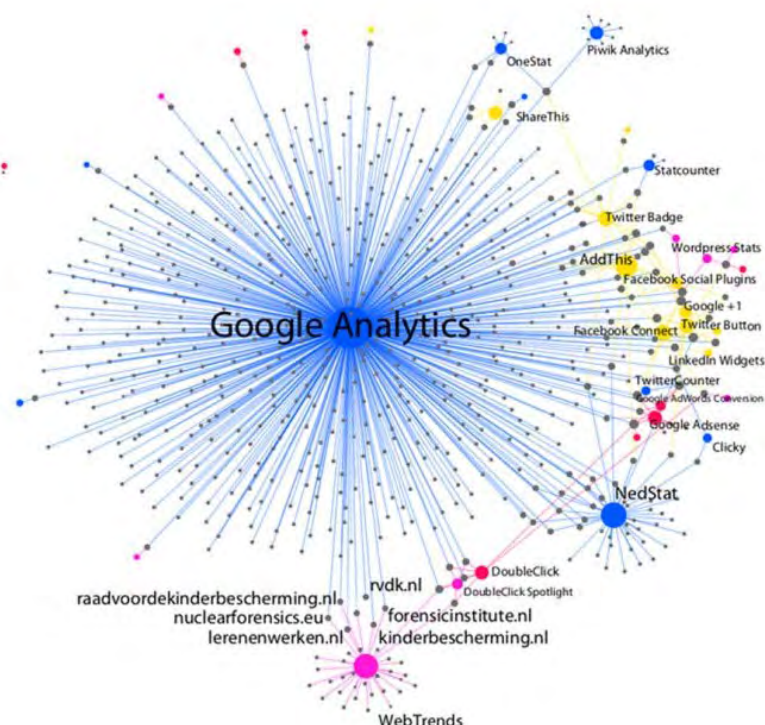 Piwik Analytics
OneStat
ShareThis
Statcounter
Twitter Badge
Wordpress Stats
AddThis
Facebook Social Plugins
Google +1
Google Analytics
Facebook Connect
Twitter Button
LinkedIn Widgets
TwitterCounter
Google AdWords Conversion
Google Adsense
Clicky
NedStat
DoubleClick
rvdk.nl
DoubleClick Spotlight
raadvoordekinderbescherming.nl
nuclearforensics.eu
forensicinstitute.nl
lerenenwerken.nl
kinderbescherming.nl
WebTrends